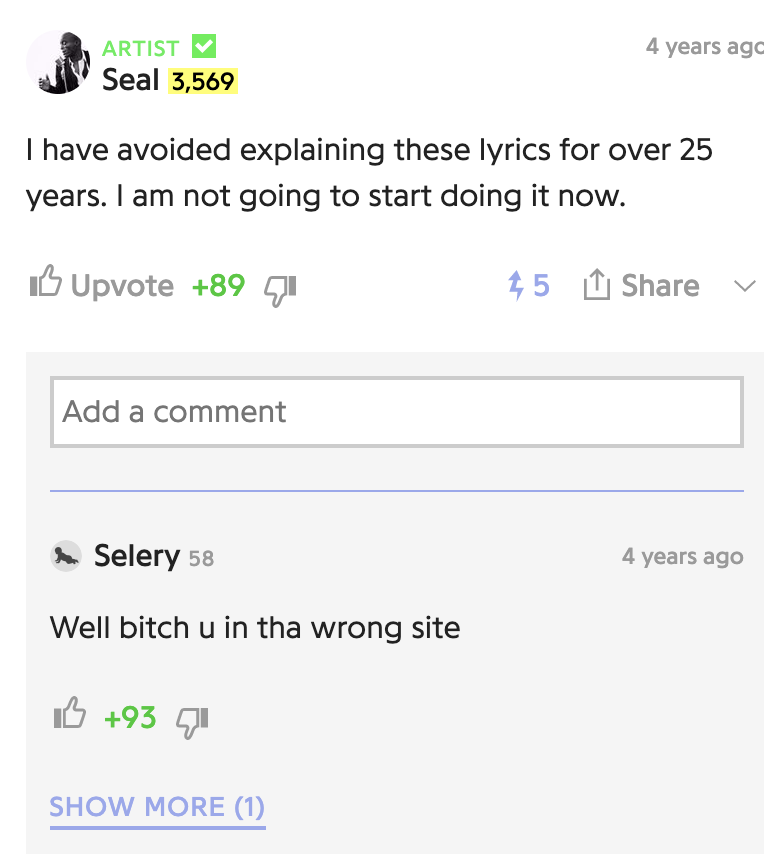 ARTIST
4 years ago
Seal 3,569
I have avoided explaining these lyrics for over 25
years. I am not going to start doing it now.
Upvote +89 5 Share
Add a comment
Selery 58 4 years ago
Well bitch u in tha wrong site
+93
SHOW MORE (1)